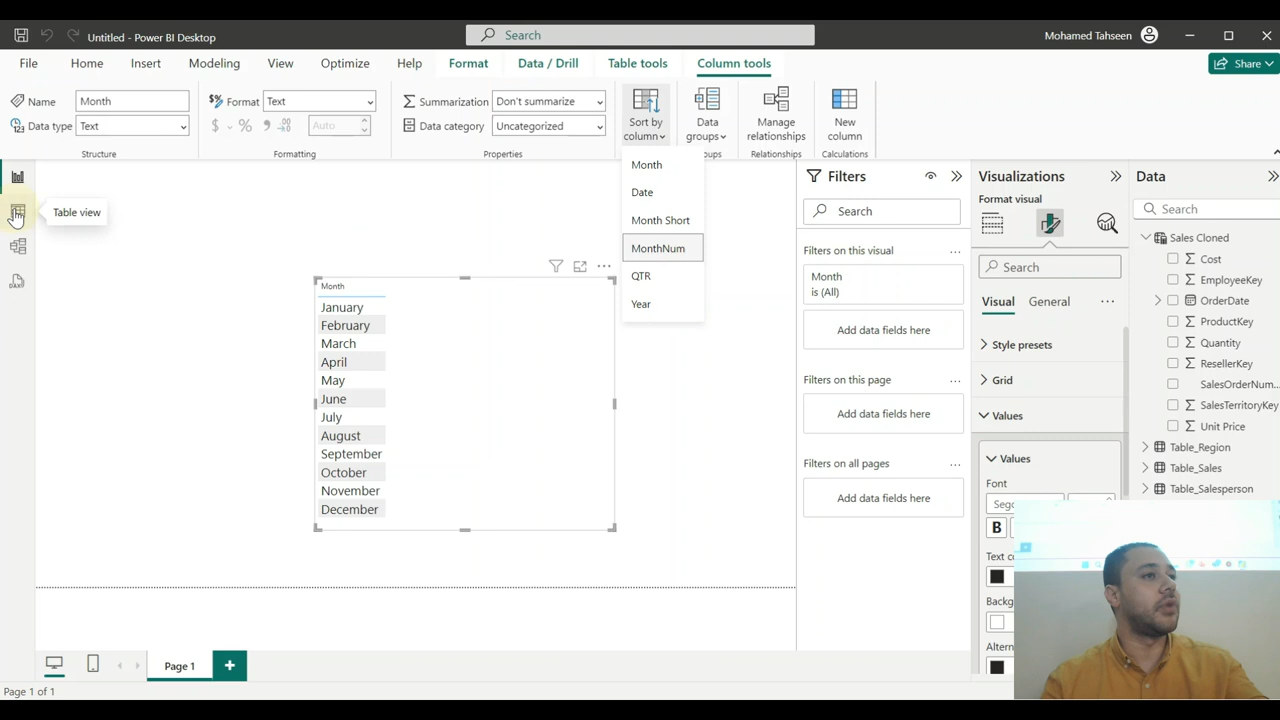 Untitled - Power BI Desktop
Search
Mohamed Tahseen
File
Home
Insert
Modeling
View
Optimize
Help
Format
Data / Drill
Table tools
Column tools
Share
Name
Month
Data type
Text
Structure
Format
Text
$
%
Auto
Formatting
Summarization
Don't summarize
Data category
Uncategorized
Properties
Sort by
column
Data
groups
Manage
relationships
Relationships
New
column
Calculations
Month
Date
Month Short
MonthNum
QTR
Year
Table view
Month
January
February
March
April
May
June
July
August
September
October
November
December
Filters
Search
Filters on this visual
Month
is (All)
Add data fields here
Filters on this page
Add data fields here
Filters on all pages
Add data fields here
Visualizations
Format visual
Search
Visual
General
Style presets
Grid
Values
Values
Font
B
Data
Search
Sales Cloned
Cost
EmployeeKey
OrderDate
ProductKey
Quantity
ResellerKey
SalesOrderNum...
SalesTerritoryKey
Unit Price
Table_Region
Table_Sales
Table_Salesperson
Page 1
Page 1 of 1